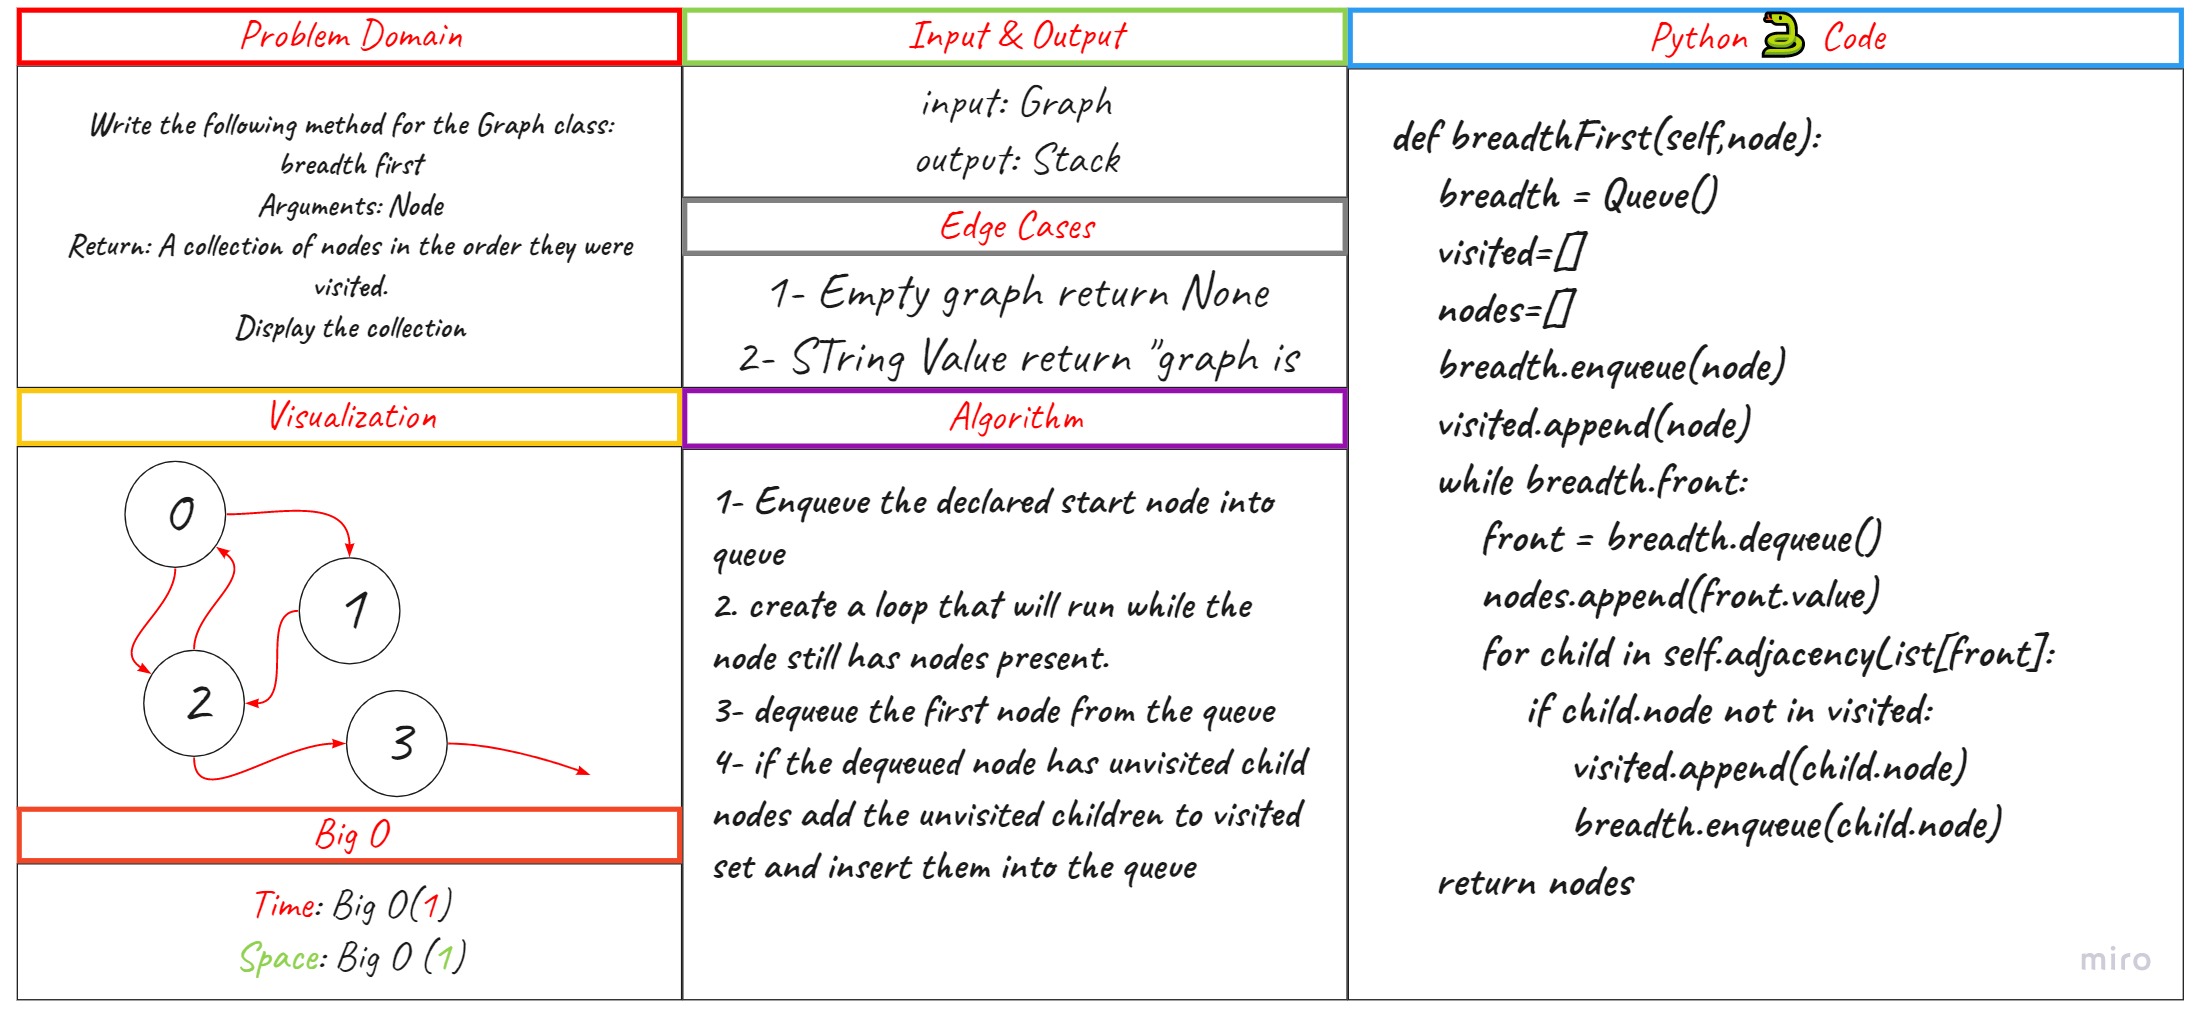 Problem Domain
Write the following method for the Graph class:
breadth first
Arguments: Node
Return: A collection of nodes in the order they were
visited.
Display the collection
Visualization
0
1
2
3
Big O
Time: Big O(1)
Space: Big O (1)
Input & Output
input: Graph
output: Stack
Edge Cases
1- Empty graph return None
2- STring Value return "graph is
Algorithm
1- Enqueue the declared start node into
queue
2. create a loop that will run while the
node still has nodes present.
3- dequeue the first node from the queue
4- if the dequeued node has unvisited child
nodes add the unvisited children to visited
set and insert them into the queue
Python Code
def breadthFirst(self,node):
breadth = Queue()
visited=[]
nodes=[]
breadth.enqueue(node)
visited.append(node)
while breadth.front:
front = breadth.dequeue()
nodes.append(front.value)
for child in self.adjacencyList[front]:
if child.node not in visited:
visited.append(child.node)
breadth.enqueue(child.node)
return nodes
miro